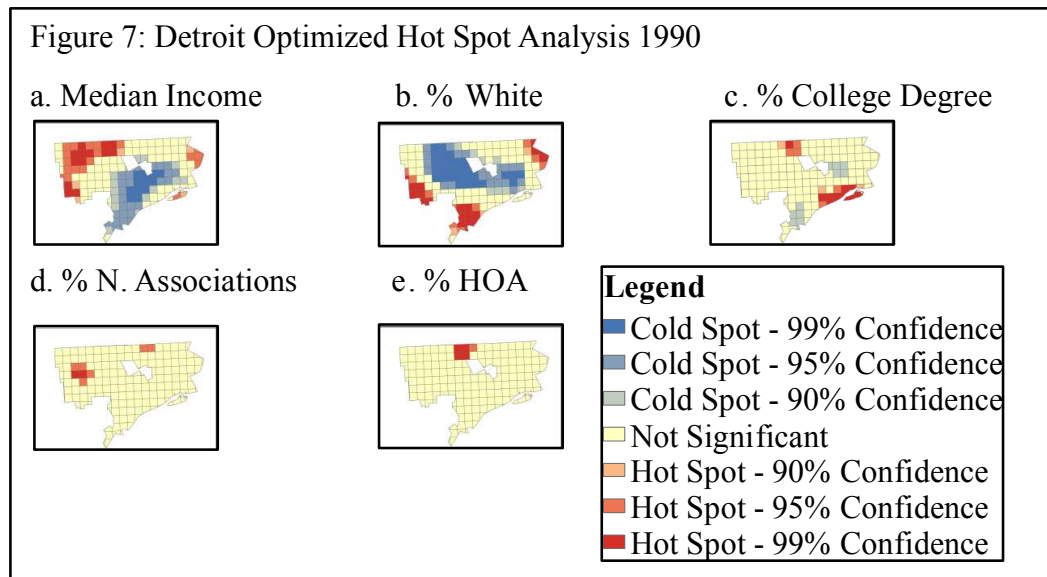 Figure 7: Detroit Optimized Hot Spot Analysis 1990
a. Median Income
b. % White
c. % College Degree
d. % N. Associations
e. % HOA
Legend
Cold Spot - 99% Confidence
Cold Spot - 95% Confidence
Cold Spot - 90% Confidence
Not Significant
Hot Spot - 90% Confidence
Hot Spot - 95% Confidence
Hot Spot - 99% Confidence